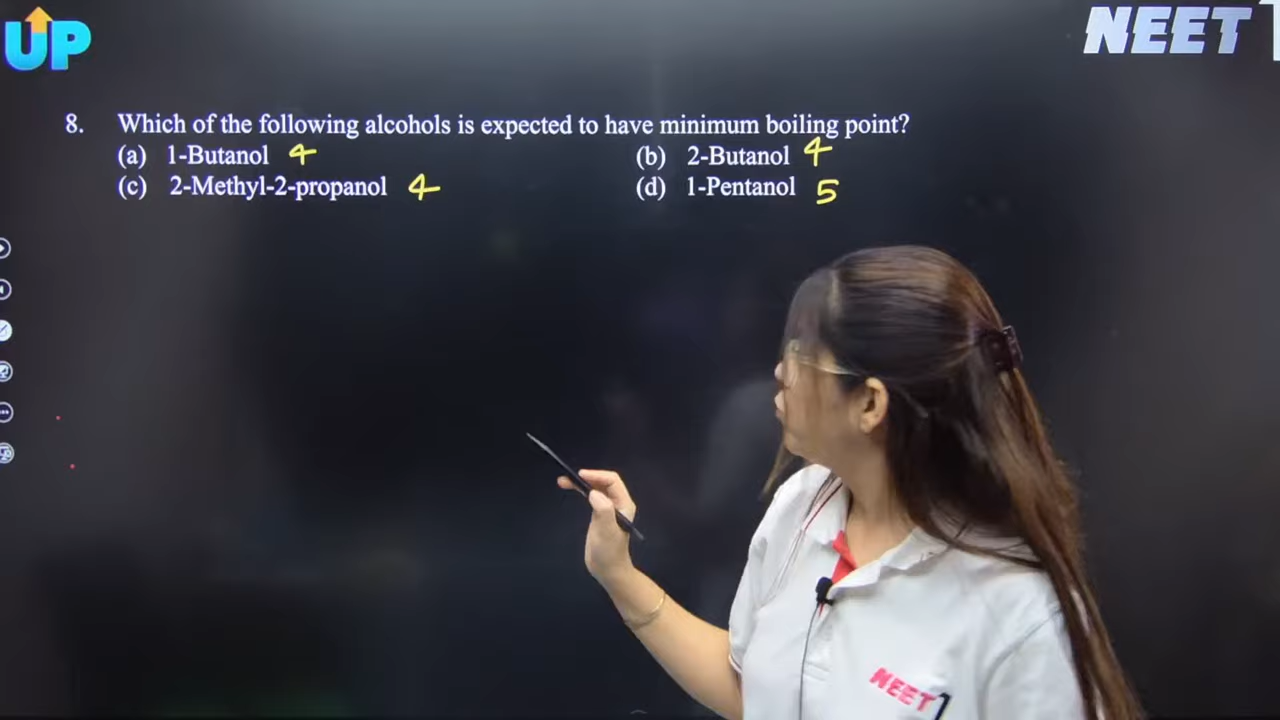 UP
NEET
8. Which of the following alcohols is expected to have minimum boiling point?
(a) 1-Butanol 4 (b) 2-Butanol 4
(c) 2-Methyl-2-propanol 4 (d) 1-Pentanol 5
NEET